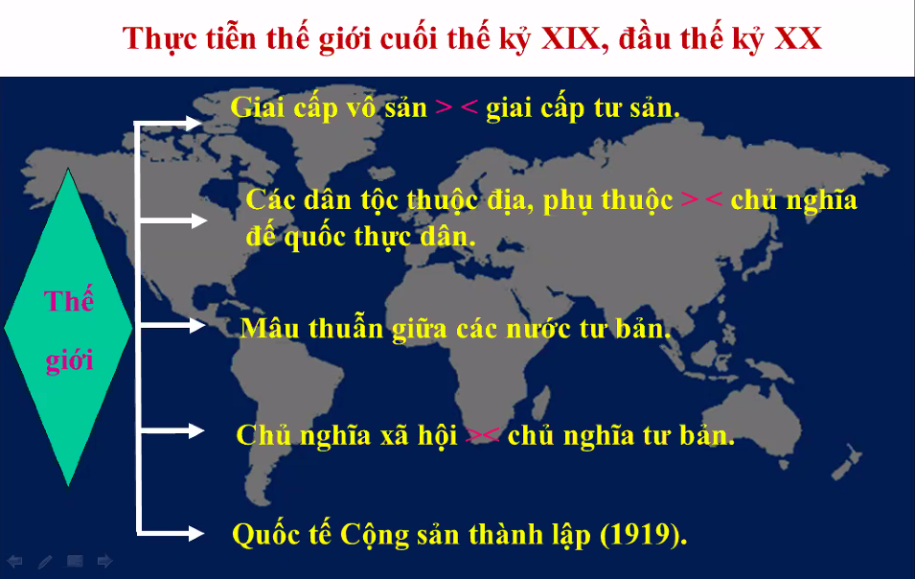 Thực tiễn thế giới cuối thế kỷ XIX, đầu thế kỷ XX
Giai cấp vô sản > < giai cấp tư sản.
Các dân tộc thuộc địa, phụ thuộc > < chủ nghĩa
đế quốc thực dân.
Thế
giới
Mâu thuẫn giữa các nước tư bản.
Chủ nghĩa xã hội >< chủ nghĩa tư bản.
Quốc tế Cộng sản thành lập (1919).